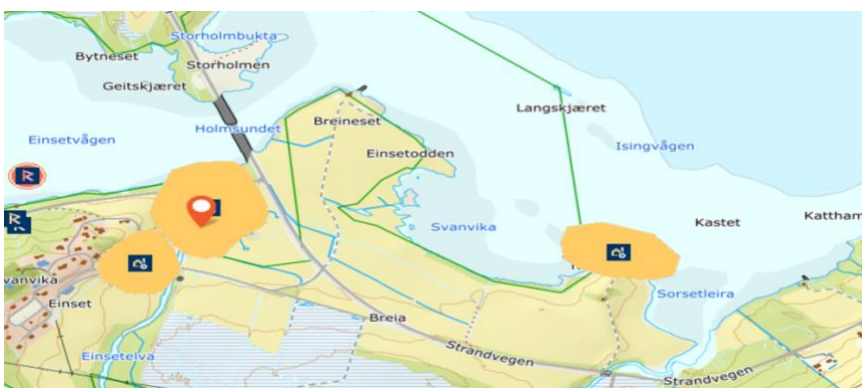 Storholmbukta
Bytneset
Storholmen
Geitskjæret
Langskjæret
Breineset
Holmsundet
Einsetvågen
Isingvågen
Einsetodden
R
R
Kastet
Kattham
Svanvika
vanvika
Sorsetleira
Einset
Breia
Einsetelva
Strandvegen
Strandvegen